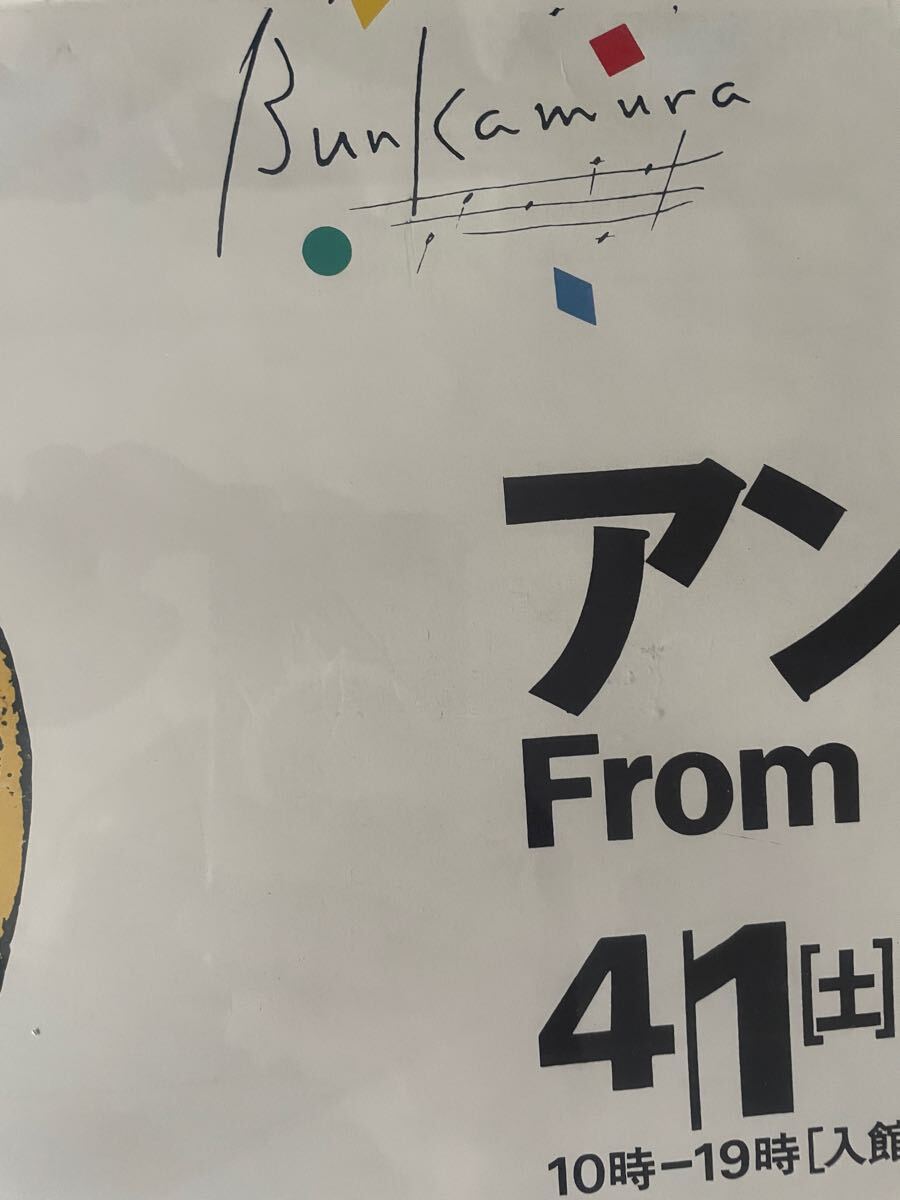 Bunkamura
アン
From
4/1[土]
10時−19時[入館